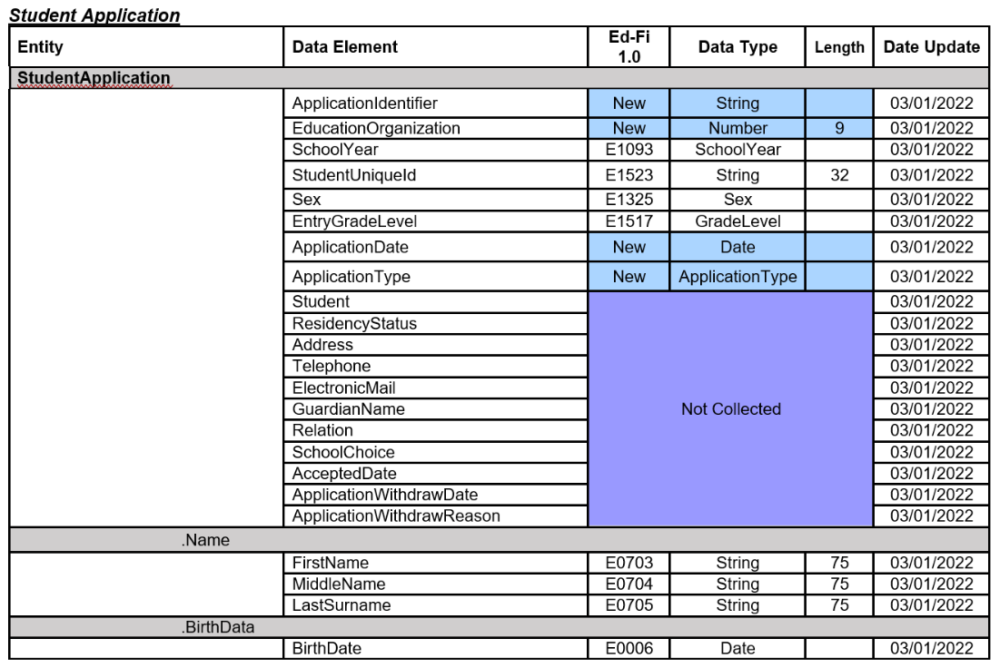 Student Application
Entity Data Element Ed-Fi 1.0 Data Type Length Date Update
StudentApplication
ApplicationIdentifier New String 03/01/2022
EducationOrganization New Number 9 03/01/2022
SchoolYear E1093 SchoolYear 03/01/2022
StudentUniqueId E1523 String 32 03/01/2022
Sex E1325 Sex 03/01/2022
EntryGradeLevel E1517 GradeLevel 03/01/2022
ApplicationDate New Date 03/01/2022
ApplicationType New ApplicationType 03/01/2022
Student 03/01/2022
ResidencyStatus 03/01/2022
Address 03/01/2022
Telephone 03/01/2022
ElectronicMail 03/01/2022
GuardianName Not Collected 03/01/2022
Relation 03/01/2022
SchoolChoice 03/01/2022
AcceptedDate 03/01/2022
ApplicationWithdrawDate 03/01/2022
ApplicationWithdrawReason 03/01/2022
.Name
FirstName E0703 String 75 03/01/2022
MiddleName E0704 String 75 03/01/2022
LastSurname E0705 String 75 03/01/2022
.BirthData
BirthDate E0006 Date 03/01/2022